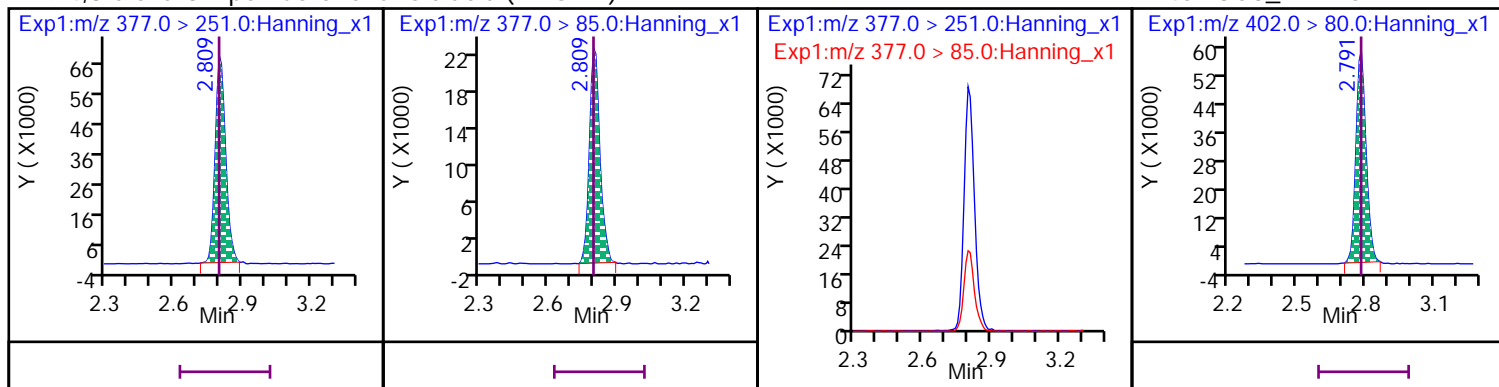 Exp1:m/z 377.0 > 251.0:Hanning_x1
2.809
Y ( X1000)
66
56
46
36
26
16
6
-4
2.3 2.6 2.9 3.2
Min
Exp1:m/z 377.0 > 85.0:Hanning_x1
2.809
Y ( X1000)
22
18
14
10
6
2
-2
2.3 2.6 2.9 3.2
Min
Exp1:m/z 377.0 > 251.0:Hanning_x1
Exp1:m/z 377.0 > 85.0:Hanning_x1
Y ( X1000)
72
64
56
48
40
32
24
16
8
0
2.3 2.6 2.9 3.2
Min
Exp1:m/z 402.0 > 80.0:Hanning_x1
2.791
Y ( X1000)
60
52
44
36
28
20
12
4
-4
2.2 2.5 2.8 3.1
Min